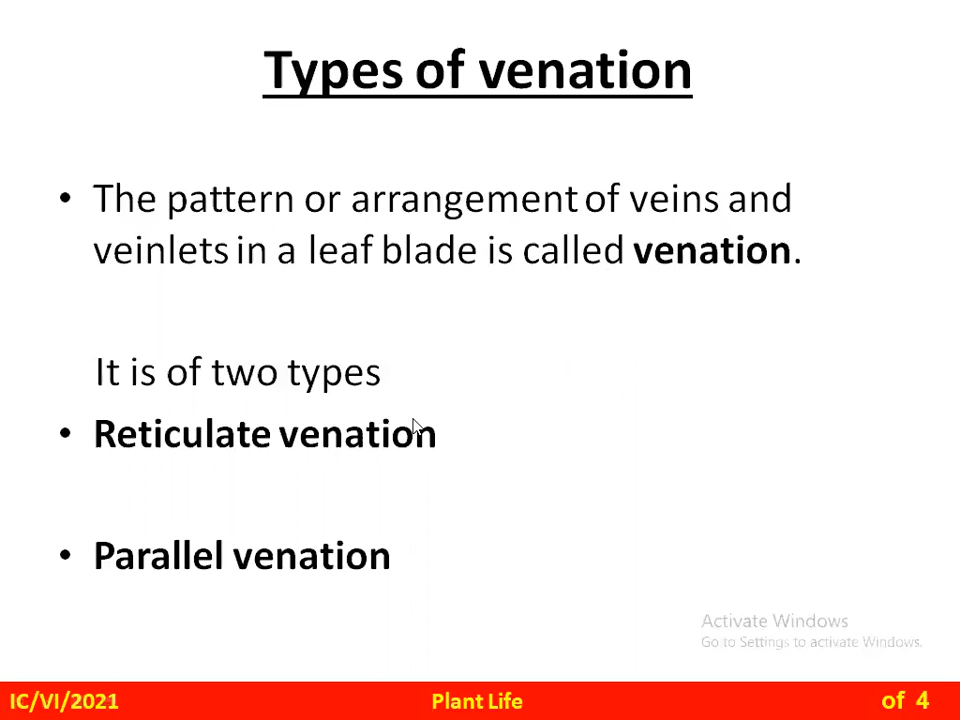 Types of venation
• The pattern or arrangement of veins and
veinlets in a leaf blade is called venation.
It is of two types
• Reticulate venation
• Parallel venation
Activate Windows
Go to Settings to activate Windows.
IC/VI/2021 Plant Life of 4